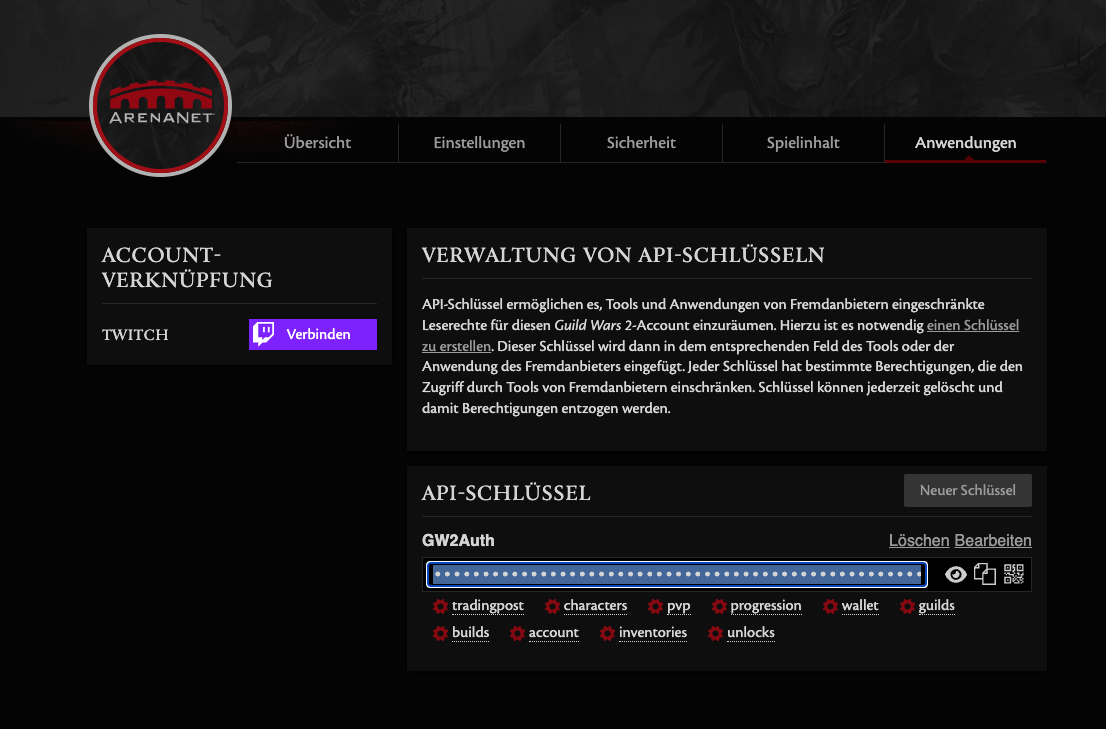 ARENANET
Übersicht
Einstellungen
Sicherheit
Spielinhalt
Anwendungen
ACCOUNT-
VERKNÜPFUNG
TWITCH
Verbinden
VERWALTUNG VON API-SCHLÜSSELN
API-Schlüssel ermöglichen es, Tools und Anwendungen von Fremdanbietern eingeschränkte
Leserechte für diesen Guild Wars 2-Account einzuräumen. Hierzu ist es notwendig einen Schlüssel
zu erstellen. Dieser Schlüssel wird dann in dem entsprechenden Feld des Tools oder der
Anwendung des Fremdanbieters eingefügt. Jeder Schlüssel hat bestimmte Berechtigungen, die den
Zugriff durch Tools von Fremdanbietern einschränken. Schlüssel können jederzeit gelöscht und
damit Berechtigungen entzogen werden.
API-SCHLÜSSEL
Neuer Schlüssel
GW2Auth
Löschen Bearbeiten
tradingpost characters pvp progression wallet guilds
builds account inventories unlocks